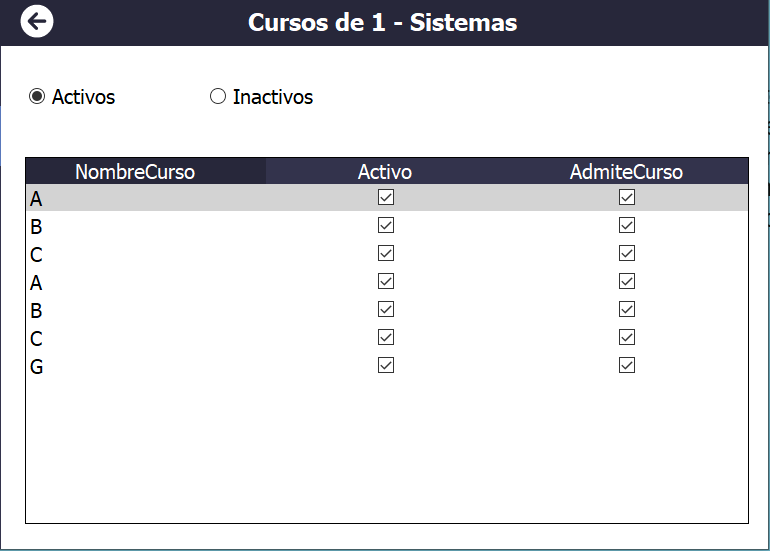 Cursos de 1 - Sistemas
Activos Inactivos
NombreCurso Activo AdmiteCurso
A
B
C
A
B
C
G